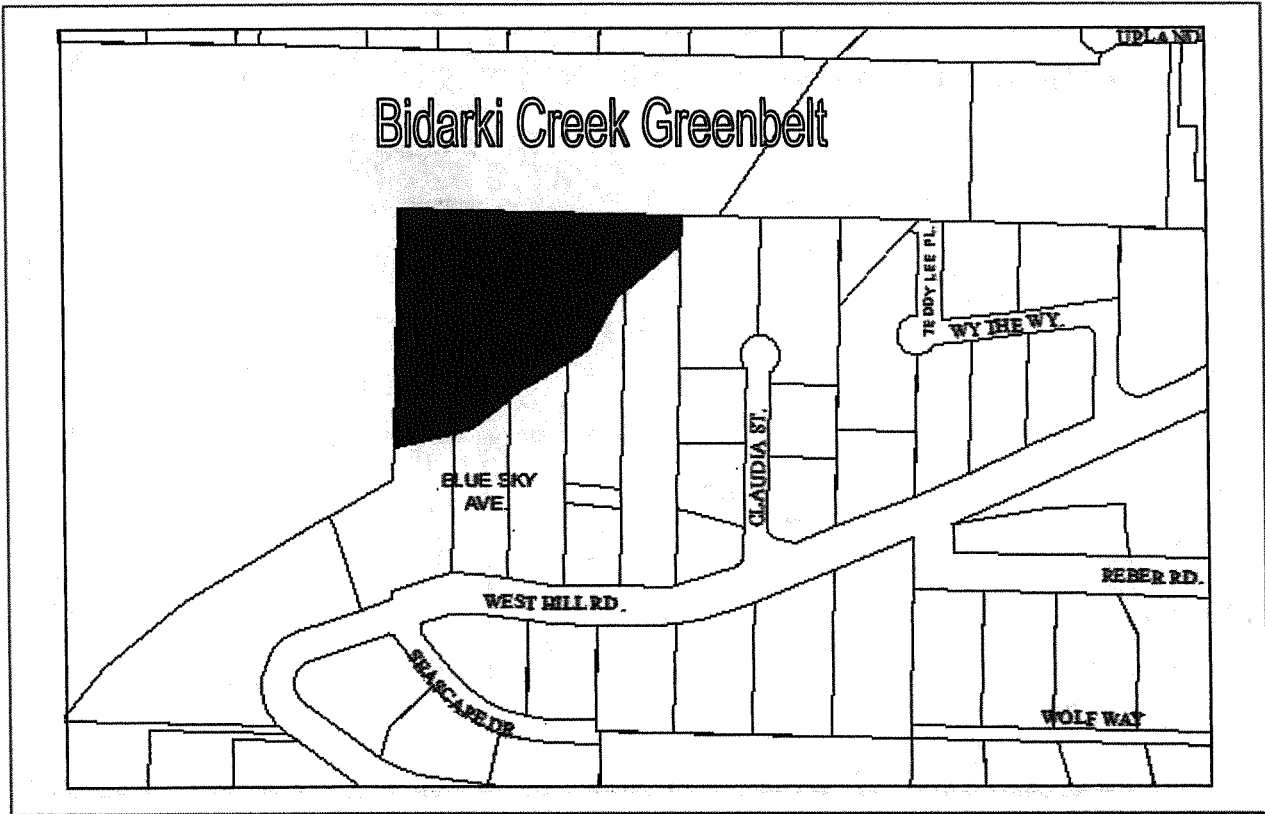 UPLAND
Bidarki Creek Greenbelt
TEDDY LEE PL.
WYTHE WY.
CLAUDIA ST.
BLUE SKY
AVE.
WEST HILL RD.
REBER RD.
SEASCAPE DR.
WOLF WAY